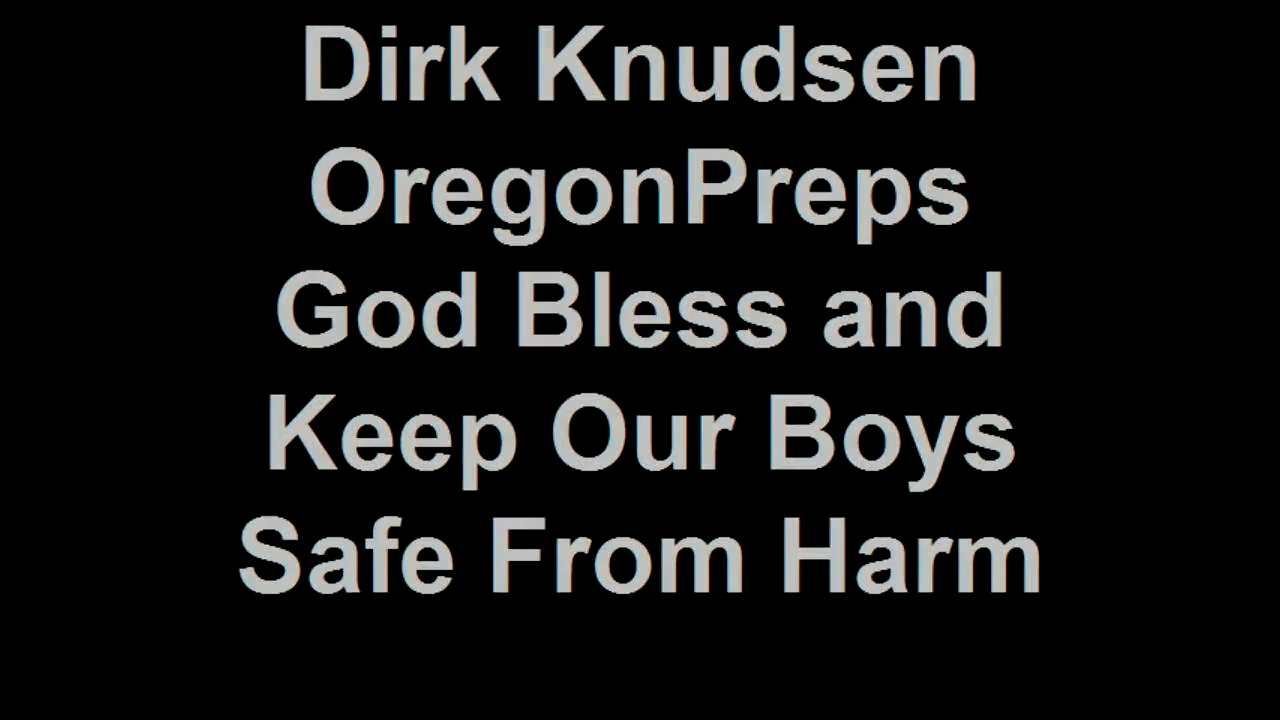 Dirk Knudsen
OregonPreps
God Bless and
Keep Our Boys
Safe From Harm